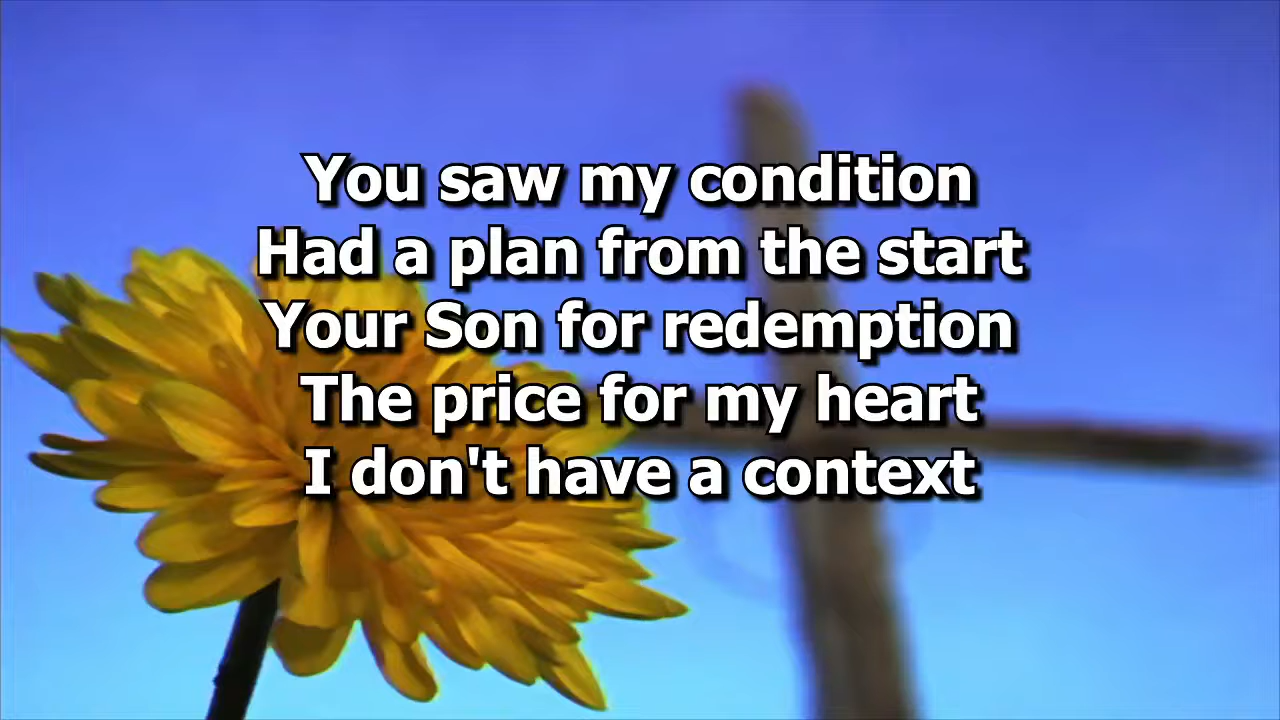 You saw my condition
Had a plan from the start
Your Son for redemption
The price for my heart
I don't have a context